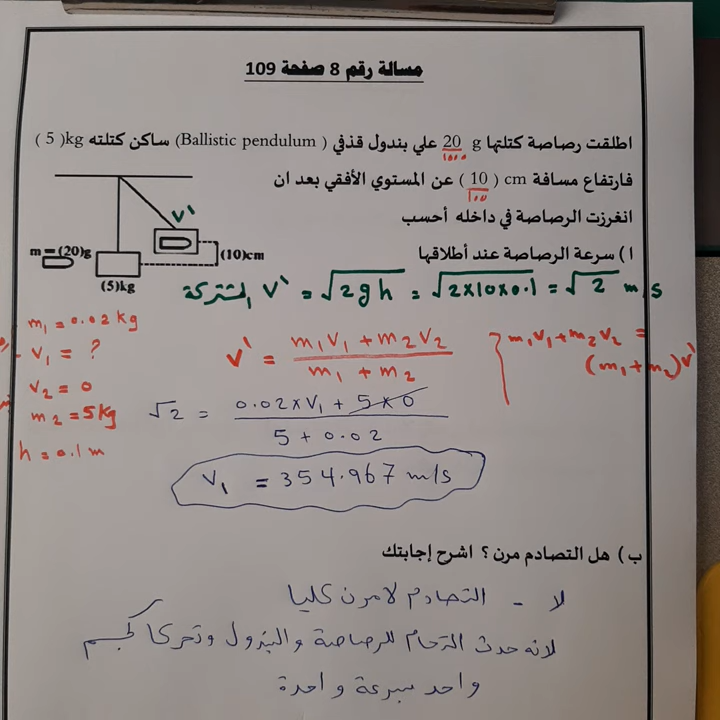 مسالة رقم 8 صفحة 109
اطلقت رصاصة كتلتها 20 g علي بندول قذفي ( Ballistic pendulum) ساكن كتلته kg( 5 )
1000
فارتفاع مسافة cm ( 10 ) عن المستوي الأفقي بعد ان
100
انغرزت الرصاصة في داخله أحسب
V'
m=(20)g
(10)cm
(5)kg
ا) سرعة الرصاصة عند أطلاقها
المشتركة V' = √2gh = √2x10x0.1 = √2 m/s
m₁ = 0.02 kg
V₁ = ?
V₂ = 0
m₂ = 5 kg
h = 0.1 m
V' = m₁V₁ + m₂V₂ / m₁ + m₂
m₁V₁ + m₂V₂ =
(m₁+m₂)V'
√2 = 0.02xV₁ + 5x0 / 5 + 0.02
V₁ = 354.967 m/s
ب) هل التصادم مرن ؟ اشرح إجابتك
لا - التصادم لامرن كليا
لانه حدث التحام للرصاصة والبندول وتحركا كجسم
واحد بسرعة واحدة